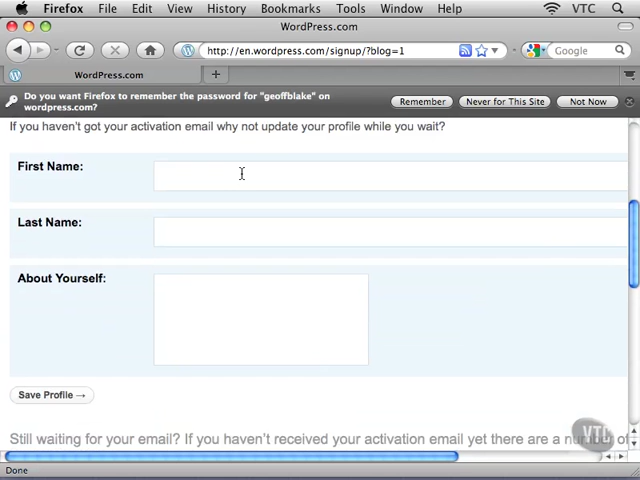 Firefox File Edit View History Bookmarks Tools Window Help VTC
WordPress.com
http://en.wordpress.com/signup/?blog=1
Google
WordPress.com
Do you want Firefox to remember the password for "geoffblake" on
wordpress.com?
Remember
Never for This Site
Not Now
If you haven't got your activation email why not update your profile while you wait?
First Name:
Last Name:
About Yourself:
Save Profile →
Still waiting for your email? If you haven't received your activation email yet there are a number of
VTC
Done